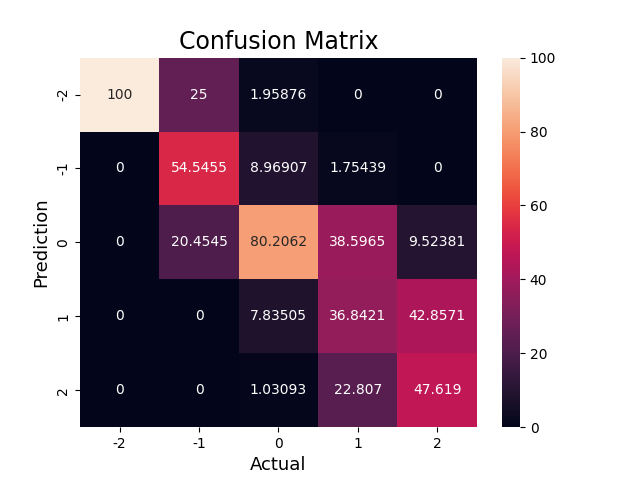 Confusion Matrix
-2 100 25 1.95876 0 0
-1 0 54.5455 8.96907 1.75439 0
0 0 20.4545 80.2062 38.5965 9.52381
1 0 0 7.83505 36.8421 42.8571
2 0 0 1.03093 22.807 47.619
-2 -1 0 1 2
Prediction
Actual
100
80
60
40
20
0